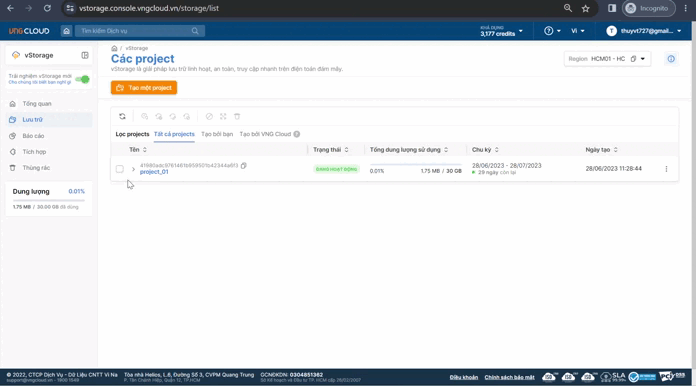 vstorage.console.vngcloud.vn/storage/list
Incognito
VNG CLOUD
Tìm kiếm Dịch vụ
KHẢ DỤNG
3,177 credits
Vi
T
thuyvt727@gmail...
vStorage
/ vStorage
Các project
vStorage là giải pháp lưu trữ linh hoạt, an toàn, truy cập nhanh trên điện toán đám mây.
Region HCM01 - HC
Trải nghiệm vStorage mới
Cho chúng tôi biết bạn nghĩ gì
Tạo một project
Tổng quan
Lưu trữ
Báo cáo
Tích hợp
Thùng rác
Dung lượng 0.01%
1.75 MB / 30.00 GB đã dùng
Lọc projects Tất cả projects Tạo bởi bạn Tạo bởi VNG Cloud
Tên Trạng thái Tổng dung lượng sử dụng Chu kỳ Ngày tạo
project_01
ĐANG HOẠT ĐỘNG
0.01% 1.75 MB / 30 GB
28/06/2023 - 28/07/2023
29 ngày còn lại
28/06/2023 11:28:44
© 2022, CTCP Dịch Vụ - Dữ Liệu CNTT Vi Na
support@vngcloud.vn - 1900 1549
Tòa nhà Helios, L.6, Đường Số 3, CVPM Quang Trung
P. Tân Chánh Hiệp, Quận 12, TP.HCM
GCNĐKDN: 0304851362
Sở Kế hoạch và Đầu tư TP. HCM cấp
Điều khoản
Chính sách bảo mật
SLA
PCI DSS